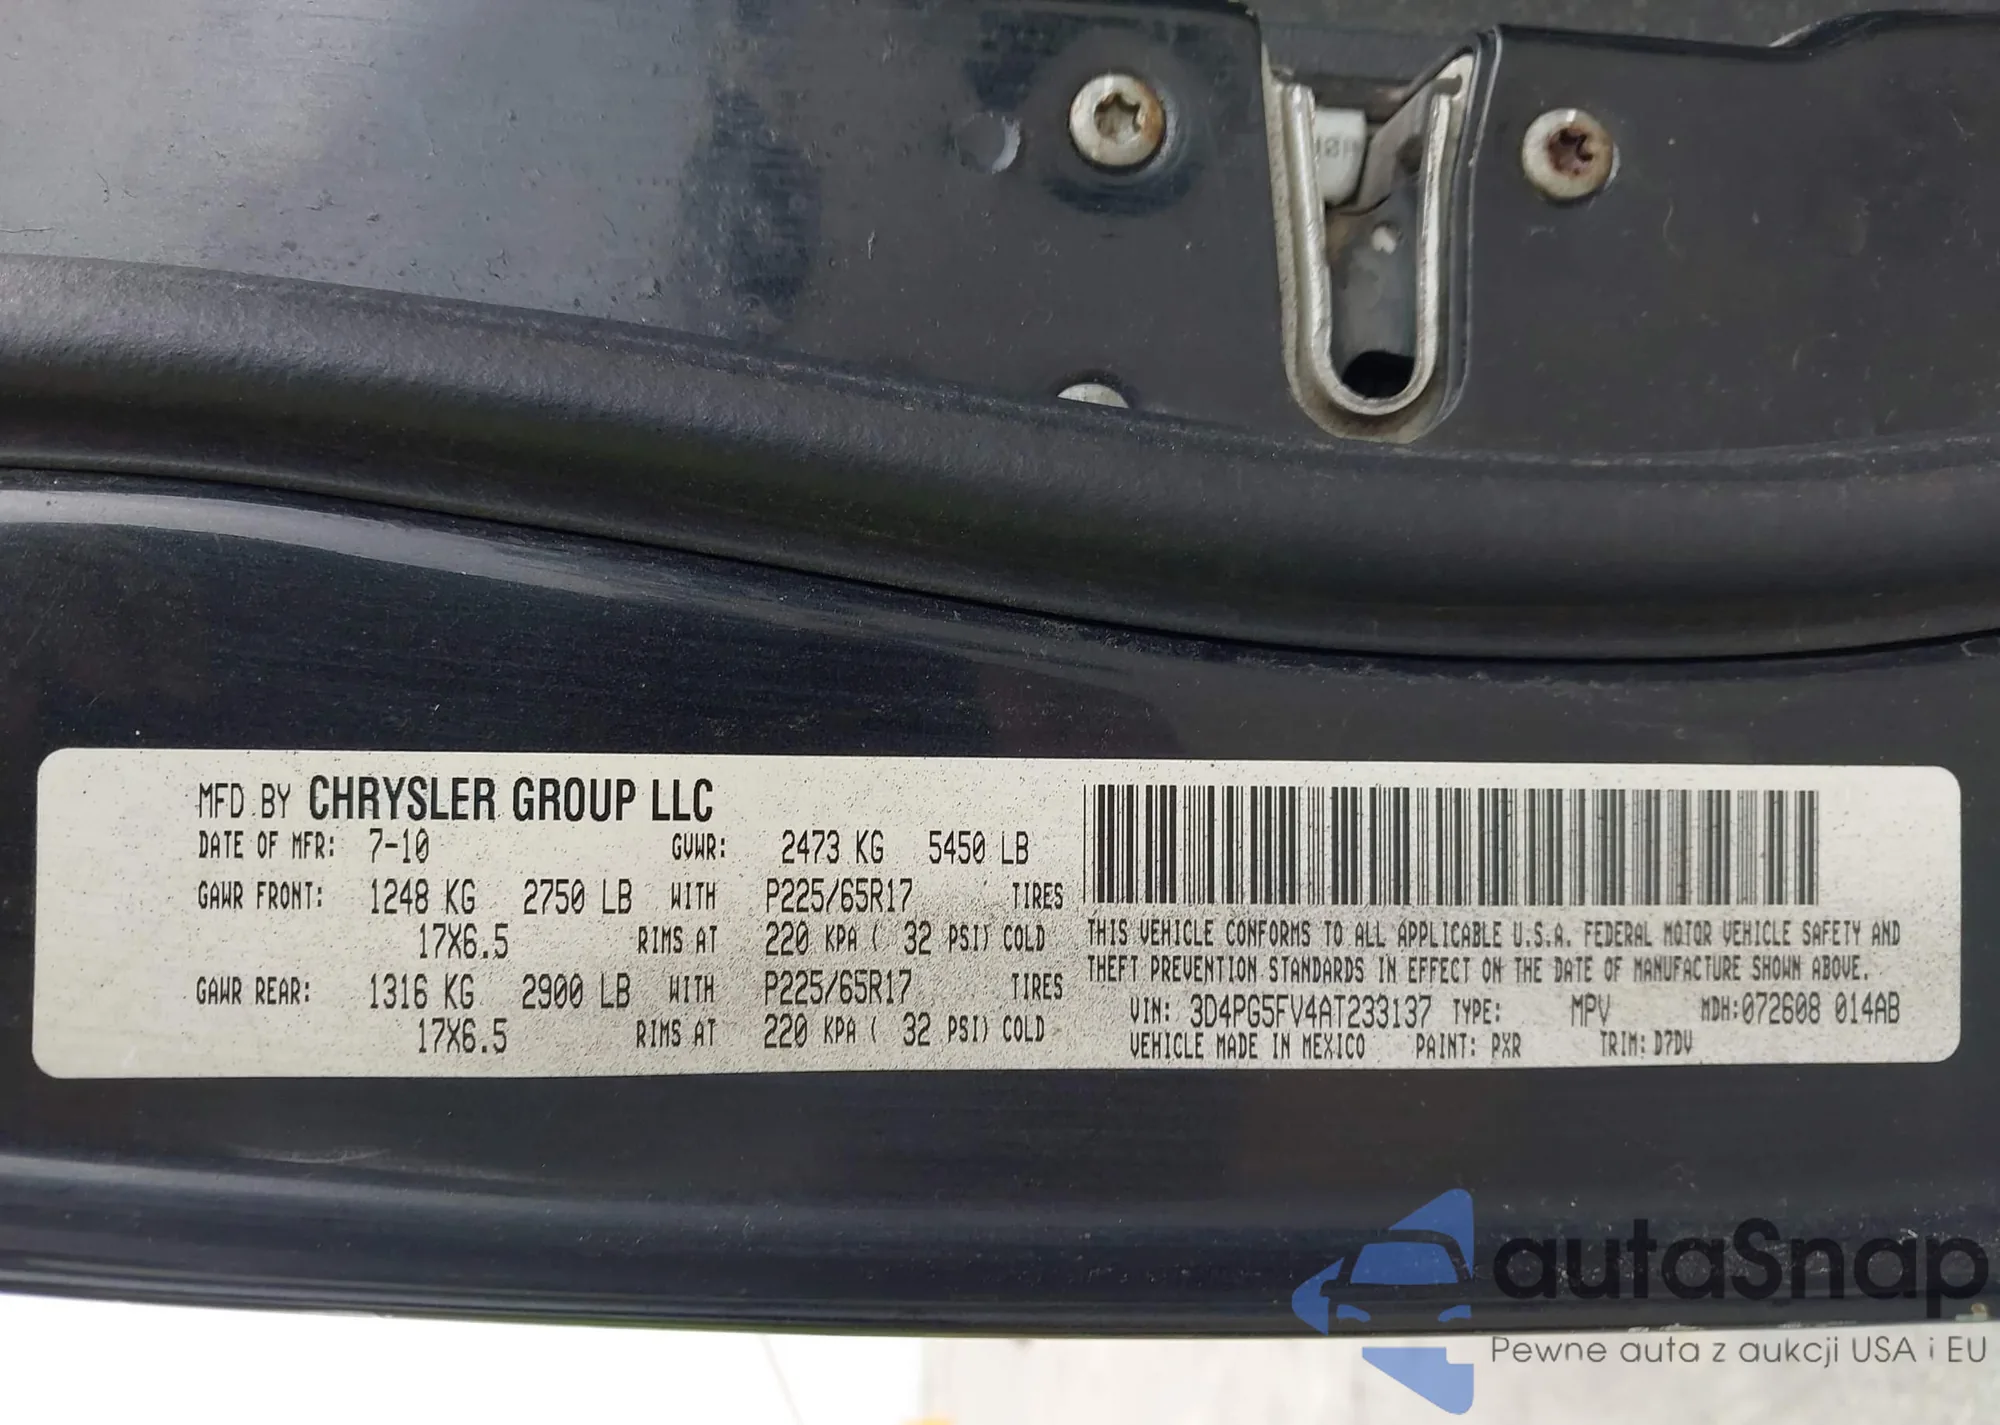 MFD BY CHRYSLER GROUP LLC
DATE OF MFR: 7-10 GVWR: 2473 KG 5450 LB
GAWR FRONT: 1248 KG 2750 LB WITH P225/65R17 TIRES
17X6.5 RIMS AT 220 KPA ( 32 PSI) COLD
GAWR REAR: 1316 KG 2900 LB WITH P225/65R17 TIRES
17X6.5 RIMS AT 220 KPA ( 32 PSI) COLD
THIS VEHICLE CONFORMS TO ALL APPLICABLE U.S.A. FEDERAL MOTOR VEHICLE SAFETY AND
THEFT PREVENTION STANDARDS IN EFFECT ON THE DATE OF MANUFACTURE SHOWN ABOVE.
VIN: 3D4PG5FV4AT233137 TYPE: MPV MDH:072608 014AB
VEHICLE MADE IN MEXICO PAINT: PXR TRIM: D7DV
autaSnap
Pewne auta z aukcji USA i EU